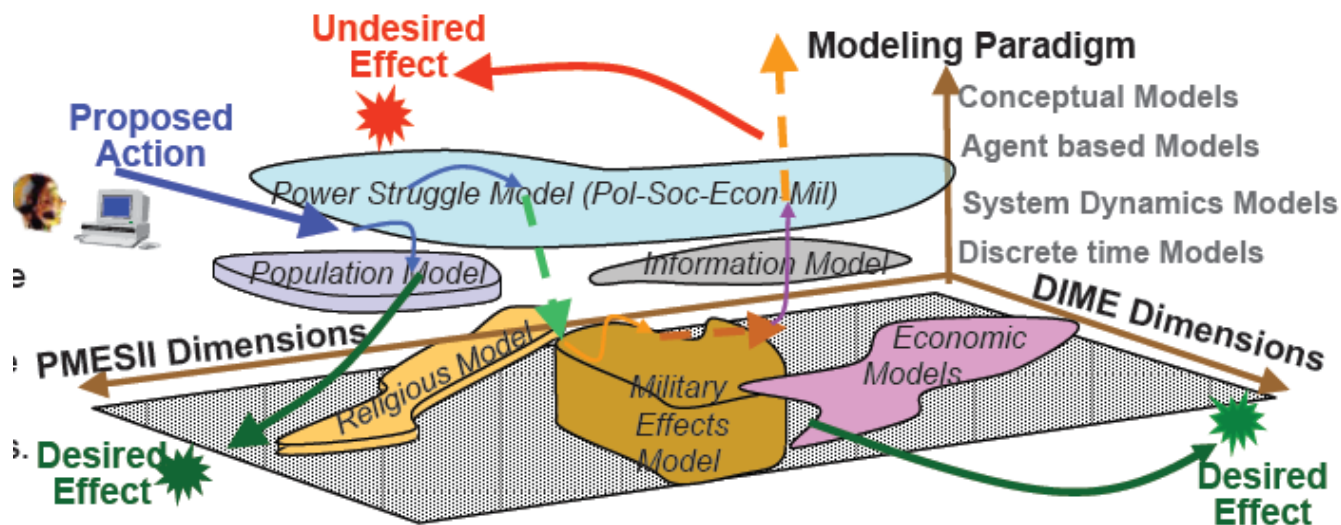 Undesired
Effect
Modeling Paradigm
Conceptual Models
Proposed
Action
Agent based Models
Power Struggle Model (Pol-Soc-Econ-Mil)
System Dynamics Models
Discrete time Models
Population Model
Information Model
e
DIME Dimensions
PMESII Dimensions
e
Religious Model
Economic
Models
Military
Effects
Model
s.
Desired
Effect
Desired
Effect